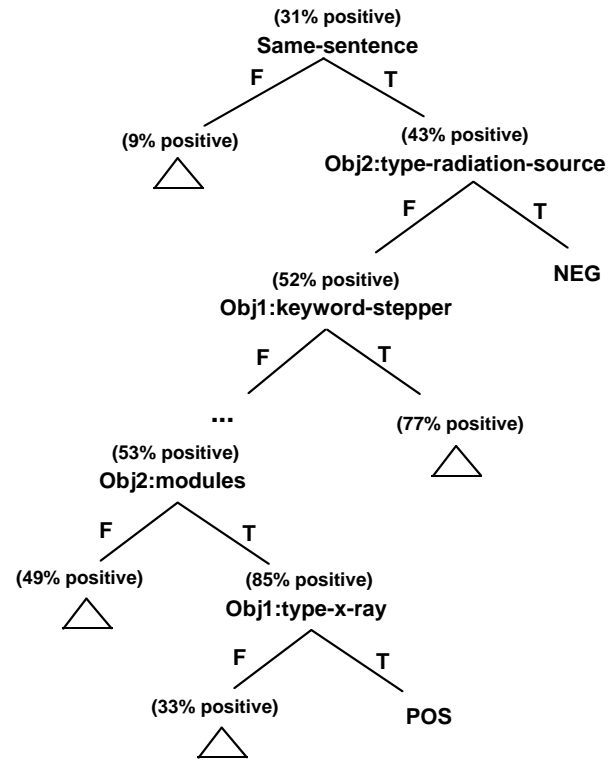 (31% positive)
Same-sentence
F T
(9% positive) (43% positive)
Obj2:type-radiation-source
F T
(52% positive) NEG
Obj1:keyword-stepper
F T
...
(77% positive)
(53% positive)
Obj2:modules
F T
(49% positive) (85% positive)
Obj1:type-x-ray
F T
(33% positive) POS